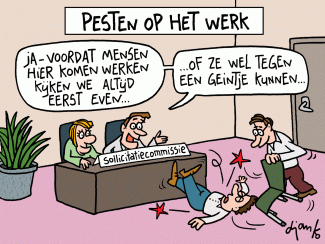 PESTEN OP HET WERK
JA-VOORDAT MENSEN
HIER KOMEN WERKEN
KIJKEN WE ALTIJD
EERST EVEN...
...OF ZE WEL TEGEN
EEN GEINTJE KUNNEN...
sollicitatiecommissie
2
djanko